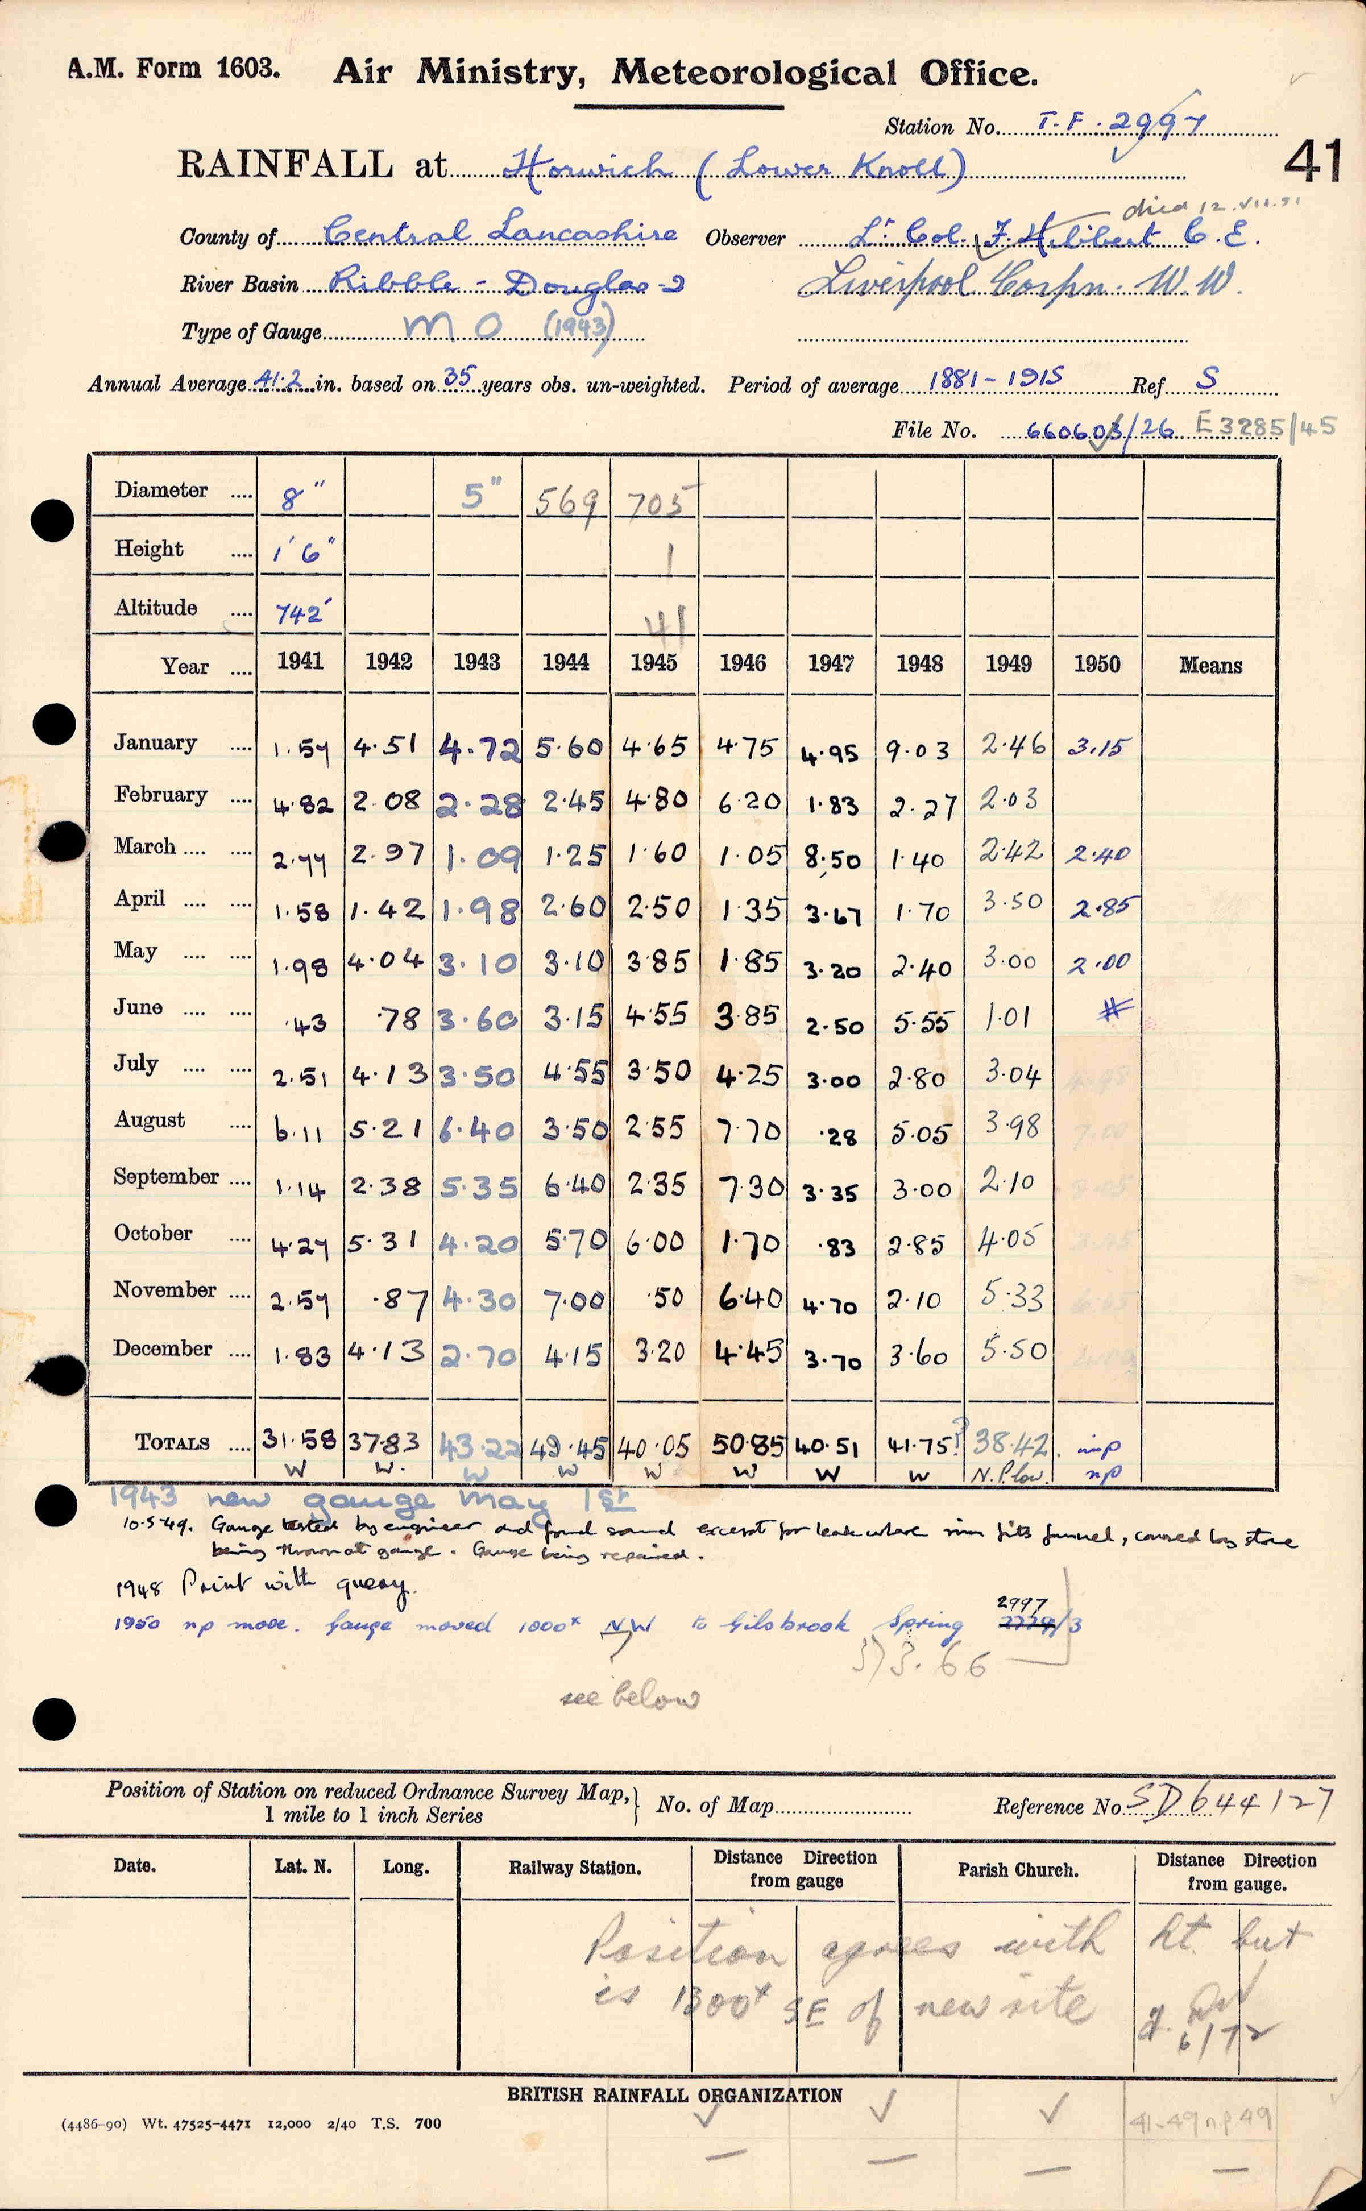 A.M. Form 1603. Air Ministry, Meteorological Office.
Station No. T.F. 2997
41
RAINFALL at Horwich (Lower Knoll)
died 12.VII.51
County of Central Lancashire Observer Lt. Col. F. Hibbert C.E.
River Basin Ribble - Douglas-2 Liverpool Corpn. W.W.
Type of Gauge M O (1943)
Annual Average 41.2 in. based on 35 years obs. un-weighted. Period of average 1881-1915 Ref S
File No. 660603/26 E3285/45
Diameter .... 8" 5" 569 705
Height .... 1'6" 1
Altitude .... 742' 41
Year .... 1941 1942 1943 1944 1945 1946 1947 1948 1949 1950 Means
January .... 1.57 4.51 4.72 5.60 4.65 4.75 4.95 9.03 2.46 3.15
February .... 4.82 2.08 2.28 2.45 4.80 6.20 1.83 2.27 2.03
March .... .... 2.77 2.97 1.09 1.25 1.60 1.05 8.50 1.40 2.42 2.40
April .... .... 1.58 1.42 1.98 2.60 2.50 1.35 3.67 1.70 3.50 2.85
May .... .... 1.98 4.04 3.10 3.10 3.85 1.85 3.20 2.40 3.00 2.00
June .... .... .43 .78 3.60 3.15 4.55 3.85 2.50 5.55 1.01 #
July .... .... 2.51 4.13 3.50 4.55 3.50 4.25 3.00 2.80 3.04
August .... 6.11 5.21 6.40 3.50 2.55 7.70 .28 5.05 3.98
September .... 1.14 2.38 5.35 6.40 2.35 7.30 3.35 3.00 2.10
October .... 4.27 5.31 4.20 5.70 6.00 1.70 .83 2.85 4.05
November .... 2.57 .87 4.30 7.00 .50 6.40 4.70 2.10 5.33
December .... 1.83 4.13 2.70 4.15 3.20 4.45 3.70 3.60 5.50
TOTALS .... 31.58 37.83 43.22 49.45 40.05 50.85 40.51 41.75? 38.42 imp
W W. W W W W W W N.P. low. np
1943 new gauge May 1st
10.5.49. Gauge tested by engineer and found sound except for leak where rim fits funnel, caused by stone
being thrown at gauge. Gauge being repaired.
1948 Print with query.
2997
1950 np more. Gauge moved 1000x NW to Gilsbrook Spring /3
3.66
see below
Position of Station on reduced Ordnance Survey Map, 1 mile to 1 inch Series No. of Map Reference No. SD 644127
Date. Lat. N. Long. Railway Station. Distance Direction from gauge Parish Church. Distance Direction from gauge.
Position agrees with ht. but
is 1300x SE of new site
6/72
BRITISH RAINFALL ORGANIZATION
(4486-90) Wt. 47525-4471 12,000 2/40 T.S. 700
41-49 np 49